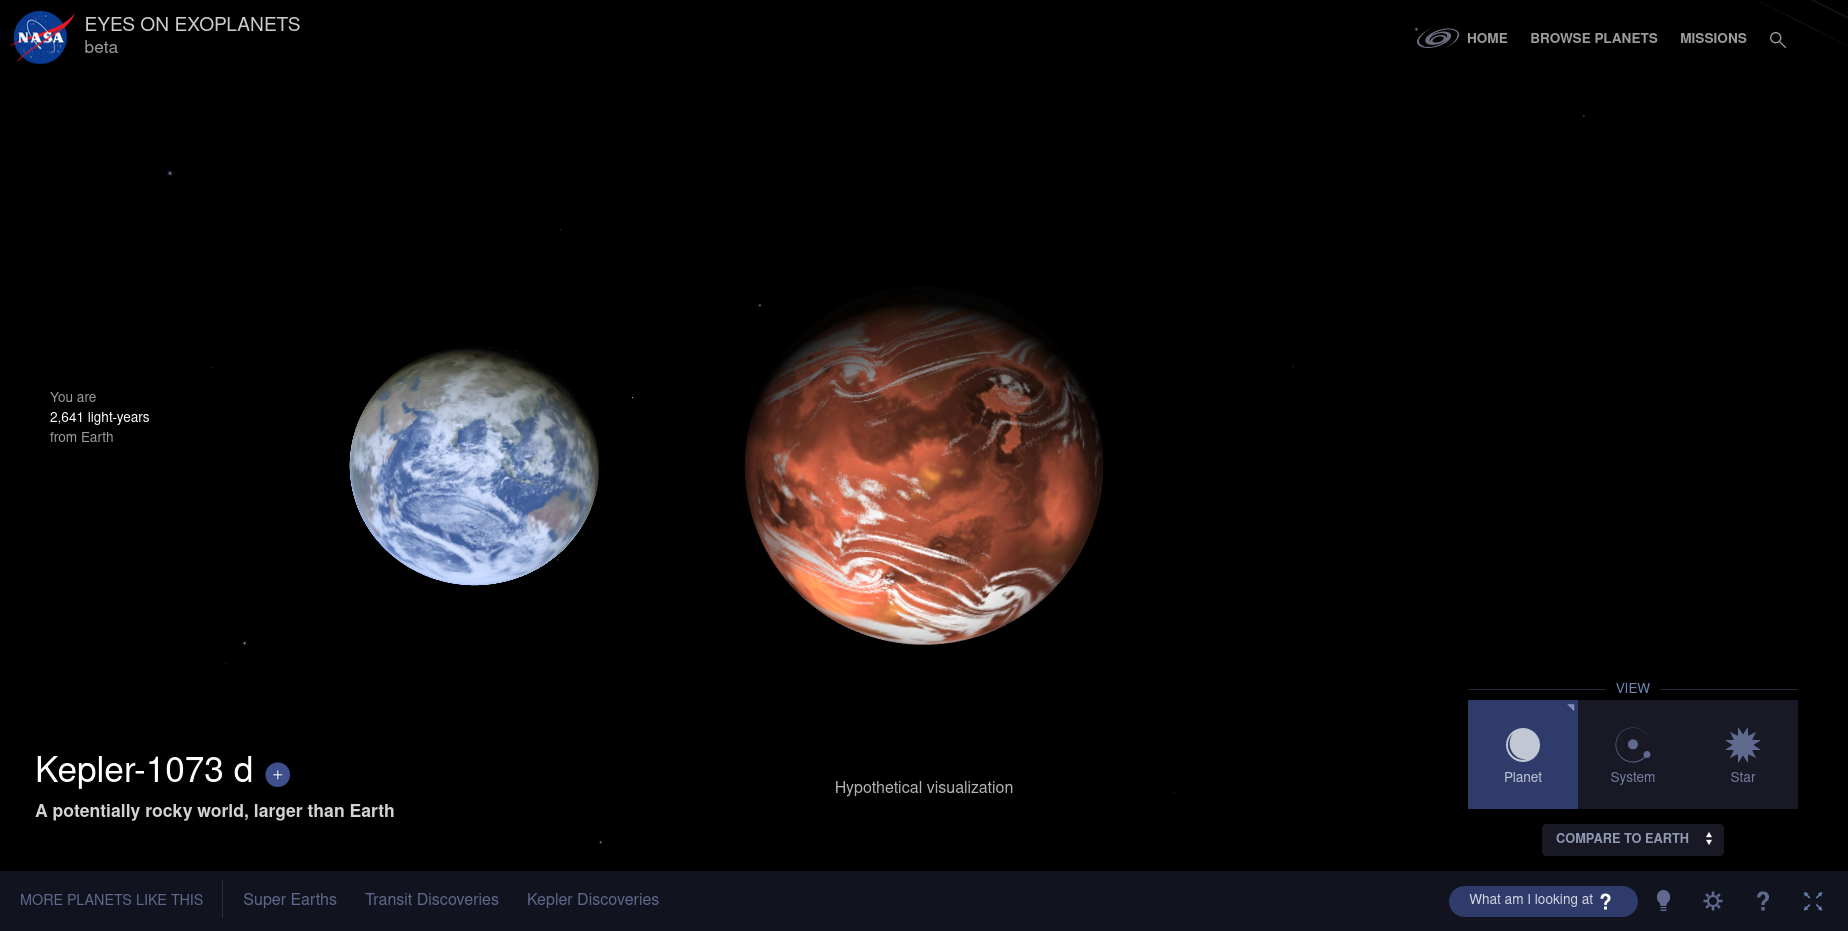 NASA
EYES ON EXOPLANETS
beta
HOME
BROWSE PLANETS
MISSIONS
You are
2,641 light-years
from Earth
Kepler-1073 d +
A potentially rocky world, larger than Earth
Hypothetical visualization
VIEW
Planet
System
Star
COMPARE TO EARTH
MORE PLANETS LIKE THIS
Super Earths
Transit Discoveries
Kepler Discoveries
What am I looking at ?
?